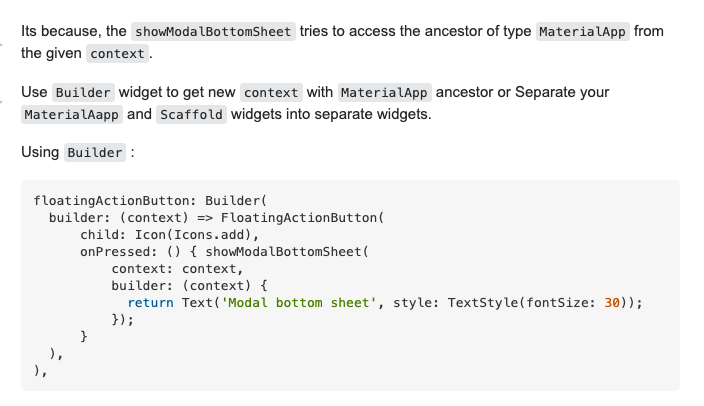 Its because, the showModalBottomSheet tries to access the ancestor of type MaterialApp from
the given context.
Use Builder widget to get new context with MaterialApp ancestor or Separate your
MaterialAapp and Scaffold widgets into separate widgets.
Using Builder :
floatingActionButton: Builder(
  builder: (context) => FloatingActionButton(
      child: Icon(Icons.add),
      onPressed: () { showModalBottomSheet(
          context: context,
          builder: (context) {
            return Text('Modal bottom sheet', style: TextStyle(fontSize: 30));
          });
      }
  ),
),